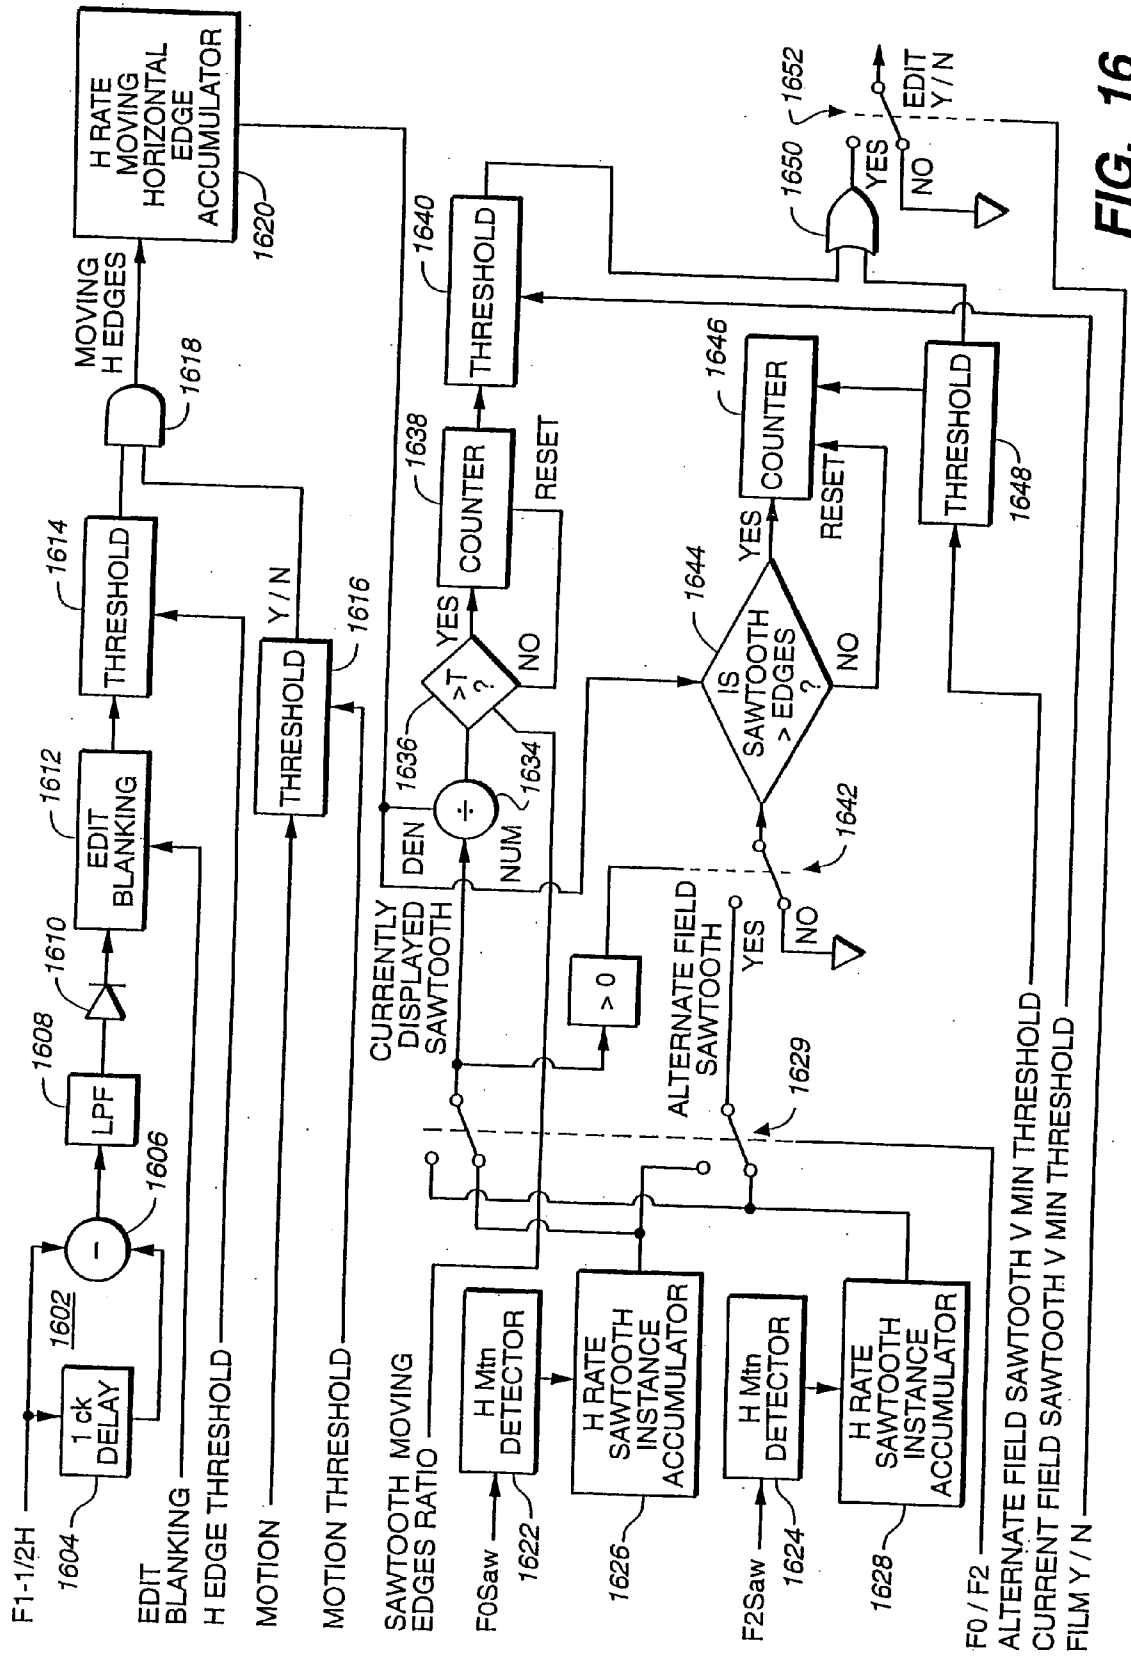 F1-1/2H
1 ck
DELAY
1604
1602
−
1606
LPF
1608
1610
EDIT
BLANKING
1612
THRESHOLD
1614
1618
MOVING
H EDGES
H RATE
MOVING
HORIZONTAL
EDGE
ACCUMULATOR
1620
EDIT
BLANKING
H EDGE THRESHOLD
MOTION
THRESHOLD
1616
Y / N
MOTION THRESHOLD
SAWTOOTH MOVING
EDGES RATIO
CURRENTLY
DISPLAYED
SAWTOOTH
DEN
÷
NUM
1634
1636
>T
?
YES
NO
COUNTER
1638
RESET
THRESHOLD
1640
F0Saw
H Mtn
DETECTOR
1622
H RATE
SAWTOOTH
INSTANCE
ACCUMULATOR
1626
> 0
ALTERNATE FIELD
SAWTOOTH
1629
YES
NO
1642
IS
SAWTOOTH
> EDGES
?
1644
YES
NO
COUNTER
1646
RESET
1650
1652
YES
NO
EDIT
Y / N
F2Saw
H Mtn
DETECTOR
1624
H RATE
SAWTOOTH
INSTANCE
ACCUMULATOR
1628
THRESHOLD
1648
F0 / F2
ALTERNATE FIELD SAWTOOTH V MIN THRESHOLD
CURRENT FIELD SAWTOOTH V MIN THRESHOLD
FILM Y / N
FIG. 16